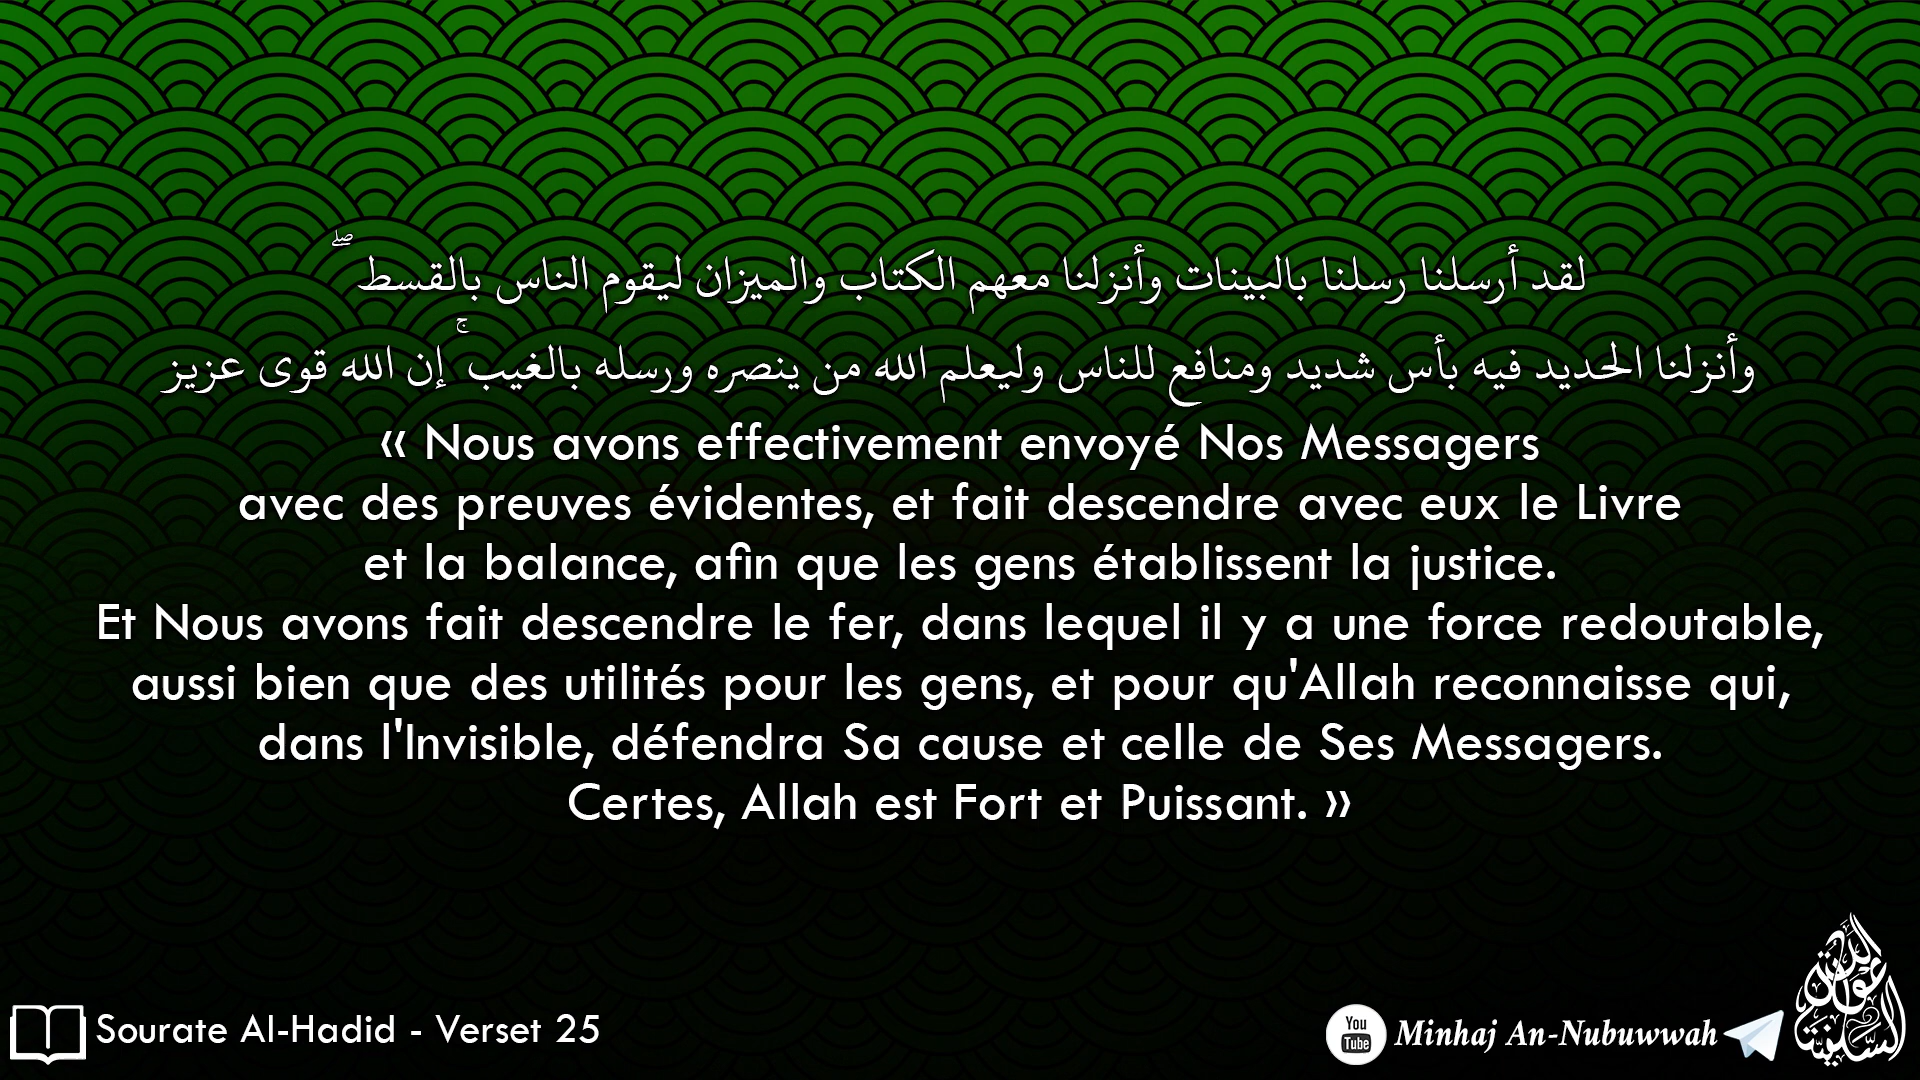 لقد أرسلنا رسلنا بالبينات وأنزلنا معهم الكتاب والميزان ليقوم الناس بالقسط ۖ
وأنزلنا الحديد فيه بأس شديد ومنافع للناس وليعلم الله من ينصره ورسله بالغيب ۚ إن الله قوى عزيز
« Nous avons effectivement envoyé Nos Messagers
avec des preuves évidentes, et fait descendre avec eux le Livre
et la balance, afin que les gens établissent la justice.
Et Nous avons fait descendre le fer, dans lequel il y a une force redoutable,
aussi bien que des utilités pour les gens, et pour qu'Allah reconnaisse qui,
dans l'Invisible, défendra Sa cause et celle de Ses Messagers.
Certes, Allah est Fort et Puissant. »
Sourate Al-Hadid - Verset 25
You
Tube
Minhaj An-Nubuwwah